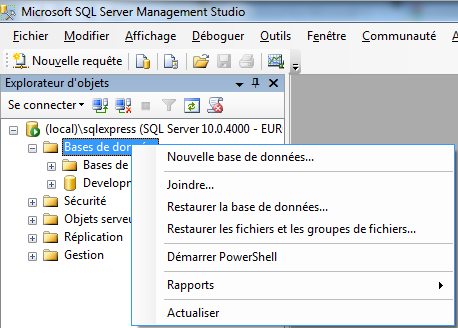 Microsoft SQL Server Management Studio
Fichier Modifier Affichage Déboguer Outils Fenêtre Communauté
Nouvelle requête
Explorateur d'objets
Se connecter
(local)\sqlexpress (SQL Server 10.0.4000 - EUR
Bases de
Nouvelle base de données...
Bases de
Joindre...
Developm
Restaurer la base de données...
Sécurité
Restaurer les fichiers et les groupes de fichiers...
Objets serveu
Démarrer PowerShell
Réplication
Gestion
Rapports
Actualiser